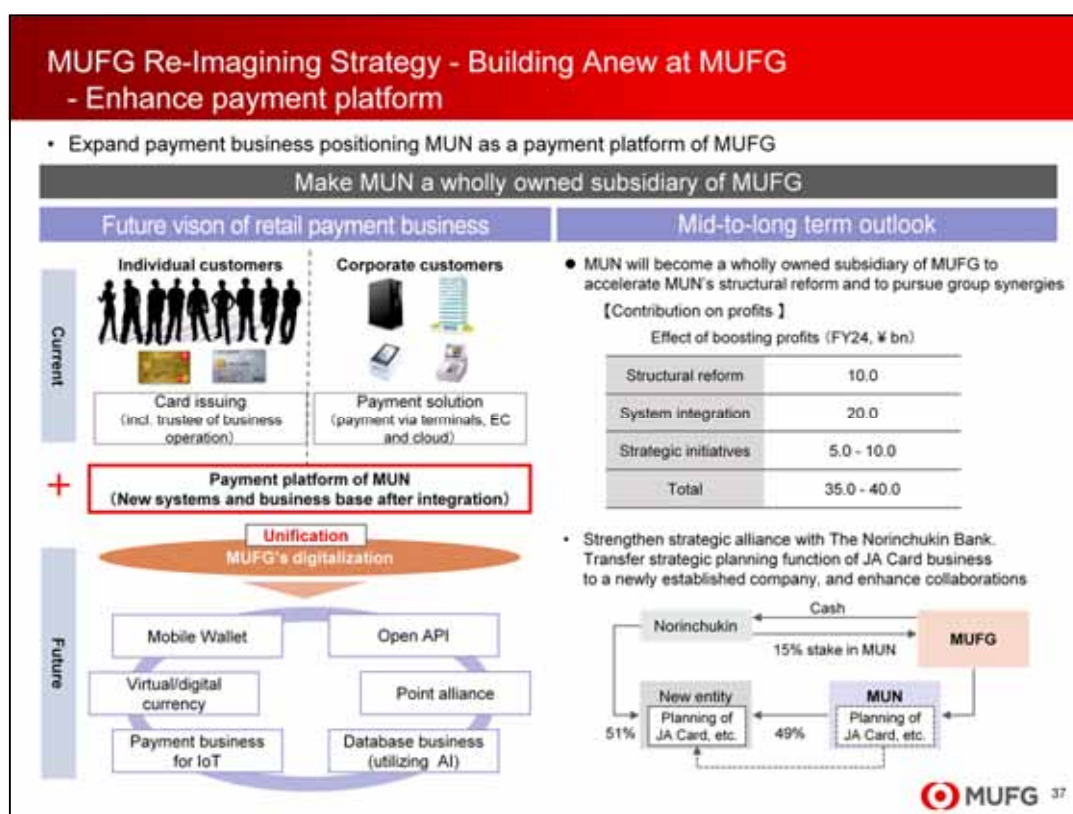 MUFG Re-Imagining Strategy - Building Anew at MUFG
- Enhance payment platform
• Expand payment business positioning MUN as a payment platform of MUFG
Make MUN a wholly owned subsidiary of MUFG
Future vison of retail payment business
Current
Individual customers
Corporate customers
Card issuing
(incl. trustee of business
operation)
Payment solution
(payment via terminals, EC
and cloud)
+
Payment platform of MUN
(New systems and business base after integration)
Unification
MUFG's digitalization
Future
Mobile Wallet
Open API
Virtual/digital
currency
Point alliance
Payment business
for IoT
Database business
(utilizing AI)
Mid-to-long term outlook
● MUN will become a wholly owned subsidiary of MUFG to
accelerate MUN's structural reform and to pursue group synergies
【Contribution on profits 】
Effect of boosting profits (FY24, ¥ bn)
Structural reform 10.0
System integration 20.0
Strategic initiatives 5.0 - 10.0
Total 35.0 - 40.0
• Strengthen strategic alliance with The Norinchukin Bank.
Transfer strategic planning function of JA Card business
to a newly established company, and enhance collaborations
Norinchukin
Cash
15% stake in MUN
MUFG
New entity
Planning of
JA Card, etc.
51%
49%
MUN
Planning of
JA Card, etc.
MUFG 37